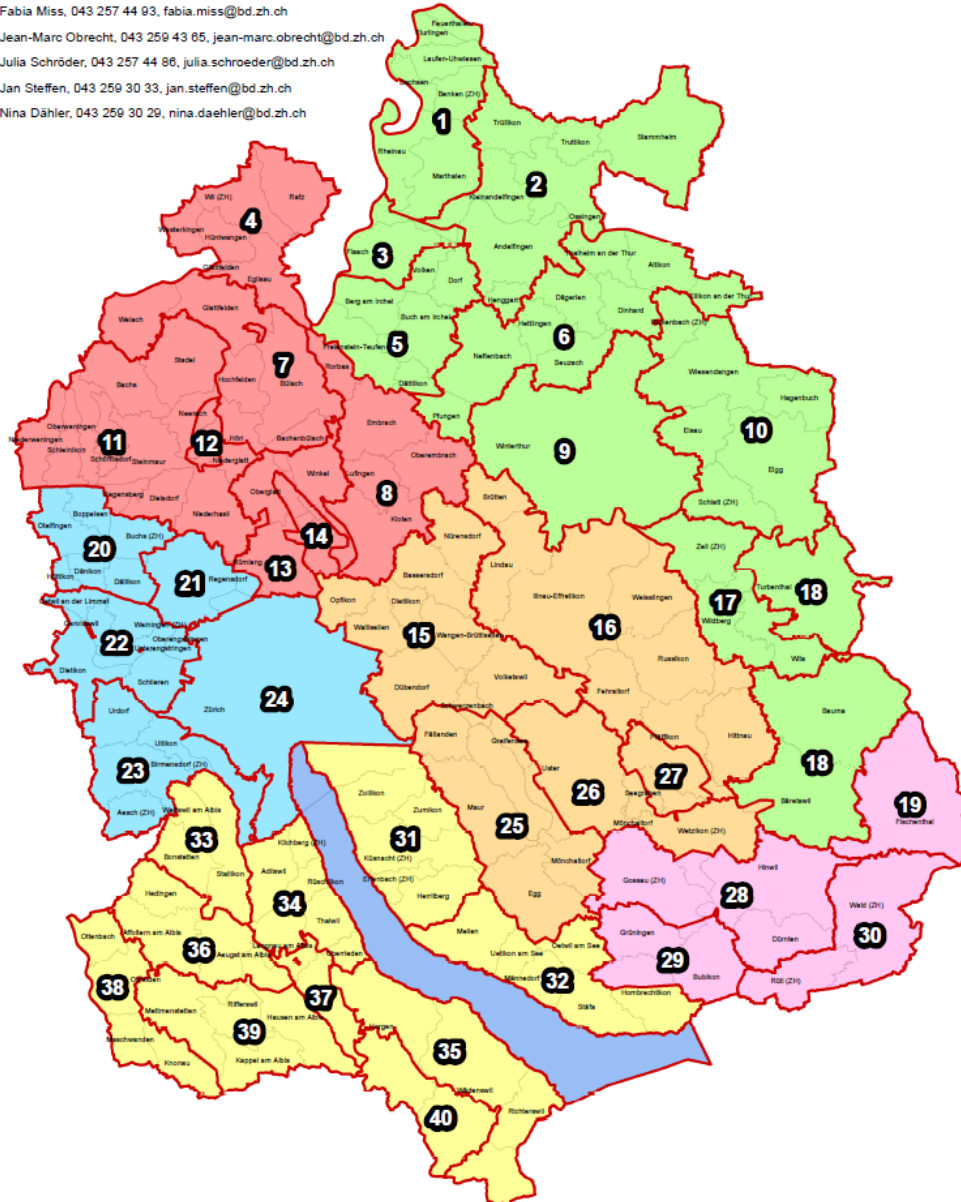 Fabia Miss, 043 257 44 93, fabia.miss@bd.zh.ch
Jean-Marc Obrecht, 043 259 43 65, jean-marc.obrecht@bd.zh.ch
Julia Schröder, 043 257 44 86, julia.schroeder@bd.zh.ch
Jan Steffen, 043 259 30 33, jan.steffen@bd.zh.ch
Nina Dähler, 043 259 30 29, nina.daehler@bd.zh.ch
Feuerthalen
Laufen-Uhwiesen
Benken (ZH)
1
Trüllikon
Truttikon
Stammheim
Rheinau
Marthalen
2
Kleinandelfingen
Ossingen
Wil (ZH)
Rafz
4
Wasterkingen
Hüntwangen
Glattfelden
Eglisau
Flaach
3
Volken
Dorf
Andelfingen
Henggart
Thalheim an der Thur
Altikon
Ellikon an der Thur
Weiach
Glattfelden
Berg am Irchel
Buch am Irchel
5
Freienstein-Teufen
Rorbas
Dättlikon
Dägerlen
Hettlingen
6
Dinhard
Seuzach
Neftenbach
Pfungen
Wiesendangen
Hagenbuch
Stadel
7
Hochfelden
Bülach
Bachs
Neerach
Oberweningen
Niederweningen
Schleinikon
11
Schöfflisdorf
Steinmaur
12
Höri
Niederglatt
Bachenbülach
Embrach
Oberembrach
Winterthur
9
Elsau
10
Elgg
Schlatt (ZH)
Regensberg
Dielsdorf
Niederhasli
Oberglatt
Winkel
Lufingen
8
Kloten
14
13
Rümlang
Brütten
Nürensdorf
Lindau
Boppelsen
Otelfingen
20
Buchs (ZH)
Hüttikon
Dänikon
Dällikon
21
Regensdorf
Bassersdorf
Opfikon
Dietlikon
Wallisellen
15
Wangen-Brüttisellen
Illnau-Effretikon
Weisslingen
16
Zell (ZH)
17
Wildberg
Turbenthal
18
Wila
Oetwil an der Limmat
Geroldswil
22
Weiningen (ZH)
Oberengstringen
Unterengstringen
Dietikon
Schlieren
Zürich
24
Dübendorf
Volketswil
Schwerzenbach
Russikon
Fehraltorf
Urdorf
Uitikon
23
Birmensdorf (ZH)
Aesch (ZH)
Fällanden
Greifensee
Uster
26
Pfäffikon
27
Seegräben
Hittnau
Bauma
18
Bäretswil
Zollikon
Zumikon
31
Küsnacht (ZH)
Erlenbach (ZH)
Herrliberg
Maur
25
Mönchaltorf
Egg
Mönchaltorf
Wetzikon (ZH)
19
Fischenthal
Wettswil am Albis
33
Bonstetten
Stallikon
Kilchberg (ZH)
Adliswil
Rüschlikon
34
Thalwil
Langnau am Albis
Oberrieden
Hedingen
Affoltern am Albis
36
Aeugst am Albis
Ottenbach
38
Obfelden
Mettmenstetten
Rifferswil
39
Hausen am Albis
37
Maschwanden
Knonau
Kappel am Albis
Meilen
Uetikon am See
Oetwil am See
Männedorf
32
Stäfa
Hombrechtikon
Gossau (ZH)
Hinwil
28
Grüningen
29
Bubikon
Dürnten
Wald (ZH)
30
Rüti (ZH)
Horgen
35
Wädenswil
40
Richterswil